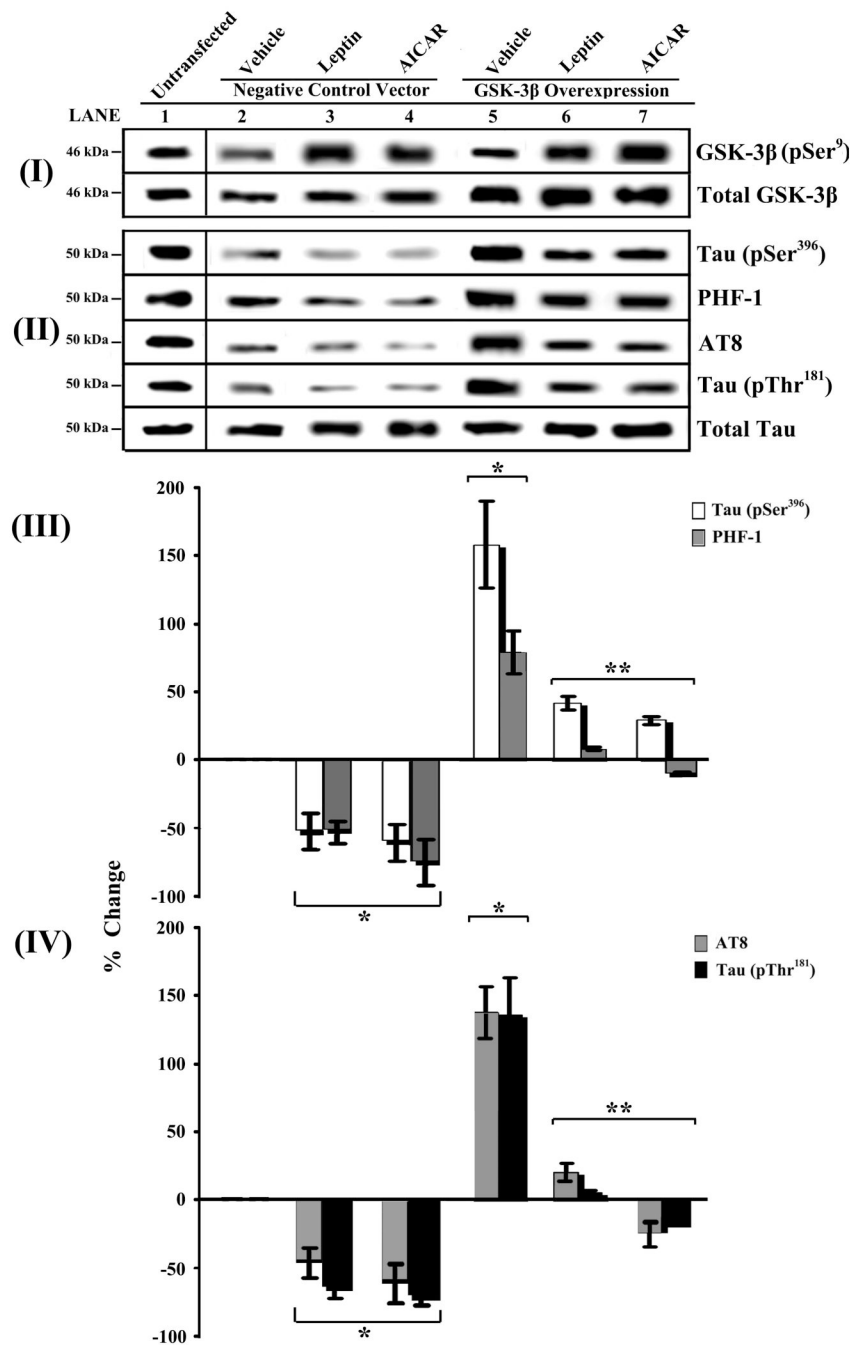 Untransfected Vehicle Leptin AICAR Vehicle Leptin AICAR
Negative Control Vector GSK-3β Overexpression
LANE 1 2 3 4 5 6 7
(I)
46 kDa GSK-3β (pSer⁹)
46 kDa Total GSK-3β
(II)
50 kDa Tau (pSer³⁹⁶)
50 kDa PHF-1
50 kDa AT8
50 kDa Tau (pThr¹⁸¹)
50 kDa Total Tau
(III)
% Change
200
150
100
50
0
-50
-100
*
**
*
Tau (pSer³⁹⁶)
PHF-1
(IV)
200
150
100
50
0
-50
-100
*
**
*
AT8
Tau (pThr¹⁸¹)